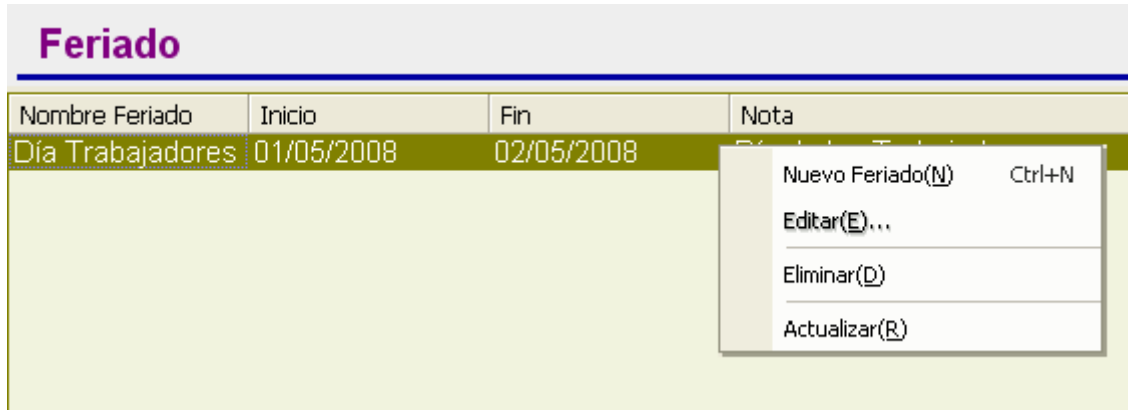 Feriado
Nombre Feriado Inicio Fin Nota
Día Trabajadores 01/05/2008 02/05/2008
Nuevo Feriado(N) Ctrl+N
Editar(E)...
Eliminar(D)
Actualizar(R)